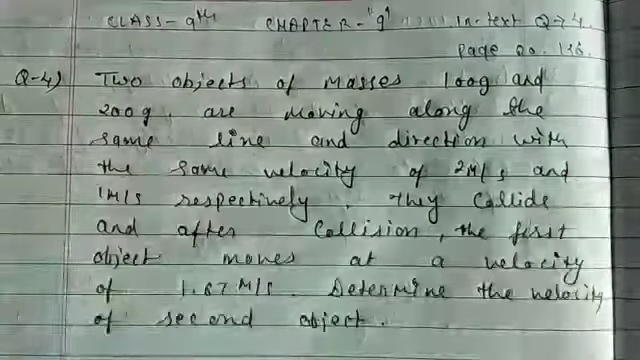 CLASS- 9th CHAPTER - "9" In-text Q-4.
Page no. 126.
Q-4) Two objects of masses 100g and
200g, are moving along the
same line and direction with
the same velocity of 2M/s and
1M/s respectively. They collide
and after collision, the first
object moves at a velocity
of 1.67 M/s. Determine the velocity
of second object.